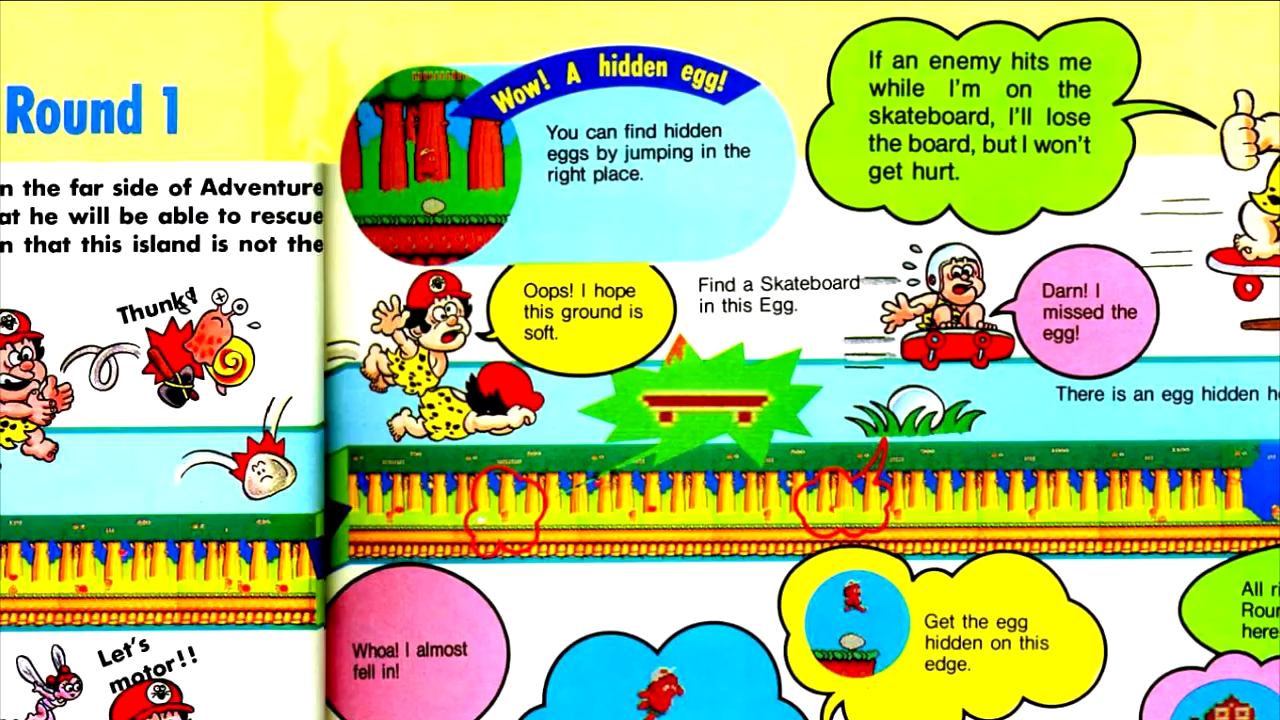 Round 1
n the far side of Adventure
at he will be able to rescue
n that this island is not the
Thunk!
Let's
motor!!
Wow! A hidden egg!
You can find hidden
eggs by jumping in the
right place.
If an enemy hits me
while I'm on the
skateboard, I'll lose
the board, but I won't
get hurt.
Oops! I hope
this ground is
soft.
Find a Skateboard
in this Egg.
Darn! I
missed the
egg!
There is an egg hidden h
Whoa! I almost
fell in!
Get the egg
hidden on this
edge.
All ri
Roun
here